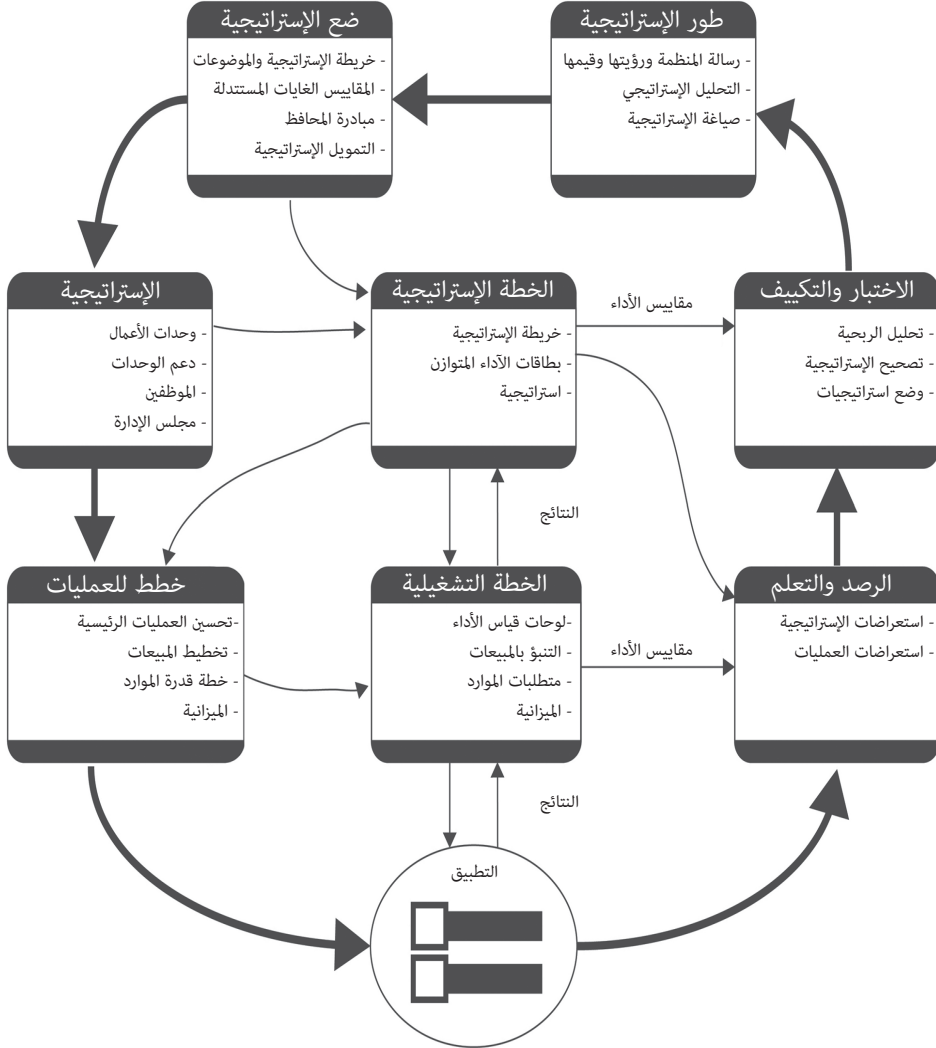 طور الإستراتيجية
- رسالة المنظمة ورؤيتها وقيمها
- التحليل الإستراتيجي
- صياغة الإستراتيجية
ضع الإستراتيجية
- خريطة الإستراتيجية والموضوعات
- المقاييس الغايات المستتدلة
- مبادرة المحافظ
- التمويل الإستراتيجية
الاختبار والتكييف
- تحليل الربحية
- تصحيح الإستراتيجية
- وضع استراتيجيات
مقاييس الأداء
الخطة الإستراتيجية
- خريطة الإستراتيجية
- بطاقات الآداء المتوازن
- استراتيجية
الإستراتيجية
- وحدات الأعمال
- دعم الوحدات
- الموظفين
- مجلس الإدارة
النتائج
الرصد والتعلم
- استعراضات الإستراتيجية
- استعراضات العمليات
مقاييس الأداء
الخطة التشغيلية
-لوحات قياس الأداء
- التنبؤ بالمبيعات
- متطلبات الموارد
- الميزانية
خطط للعمليات
-تحسين العمليات الرئيسية
- تخطيط المبيعات
- خطة قدرة الموارد
- الميزانية
النتائج
التطبيق